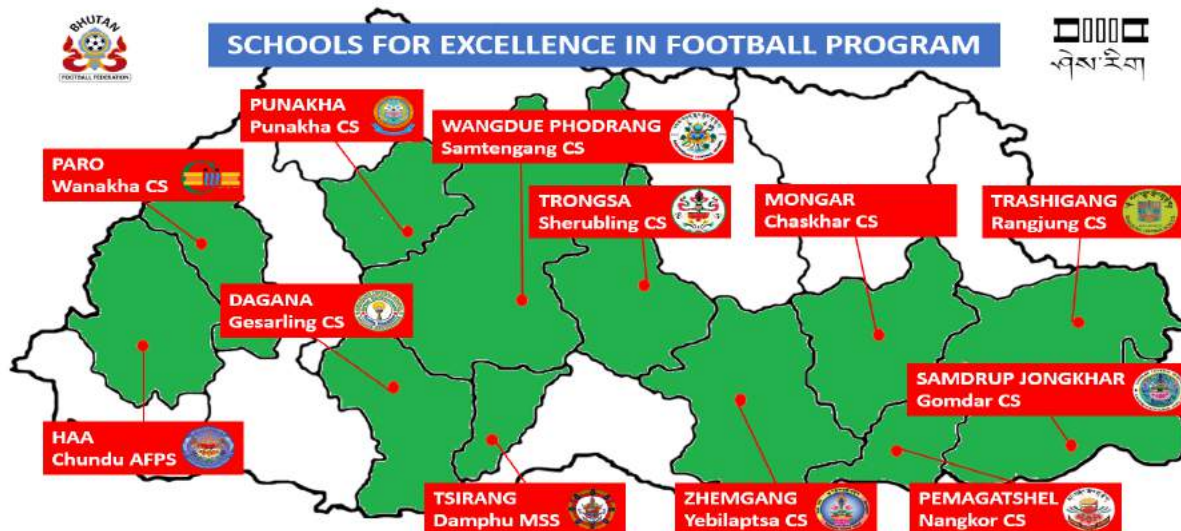 BHUTAN
FOOTBALL FEDERATION
SCHOOLS FOR EXCELLENCE IN FOOTBALL PROGRAM
ཤེས་རིག
PUNAKHA
Punakha CS
WANGDUE PHODRANG
Samtengang CS
PARO
Wanakha CS
TRONGSA
Sherubling CS
MONGAR
Chaskhar CS
TRASHIGANG
Rangjung CS
DAGANA
Gesarling CS
SAMDRUP JONGKHAR
Gomdar CS
HAA
Chundu AFPS
TSIRANG
Damphu MSS
ZHEMGANG
Yebilaptsa CS
PEMAGATSHEL
Nangkor CS